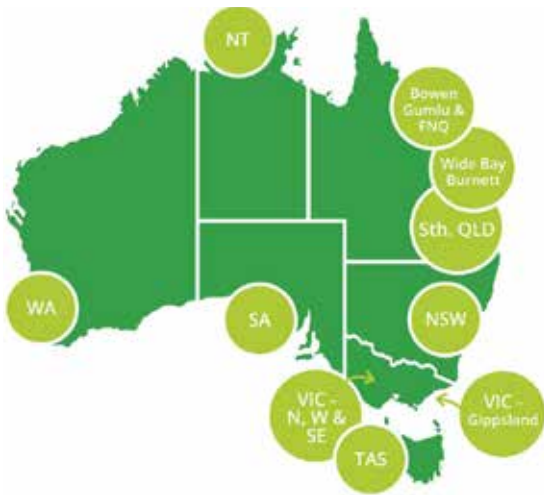 NT
Bowen
Gumlu &
FNQ
Wide Bay
Burnett
Sth. QLD
WA
SA
NSW
VIC -
N, W &
SE
VIC -
Gippsland
TAS